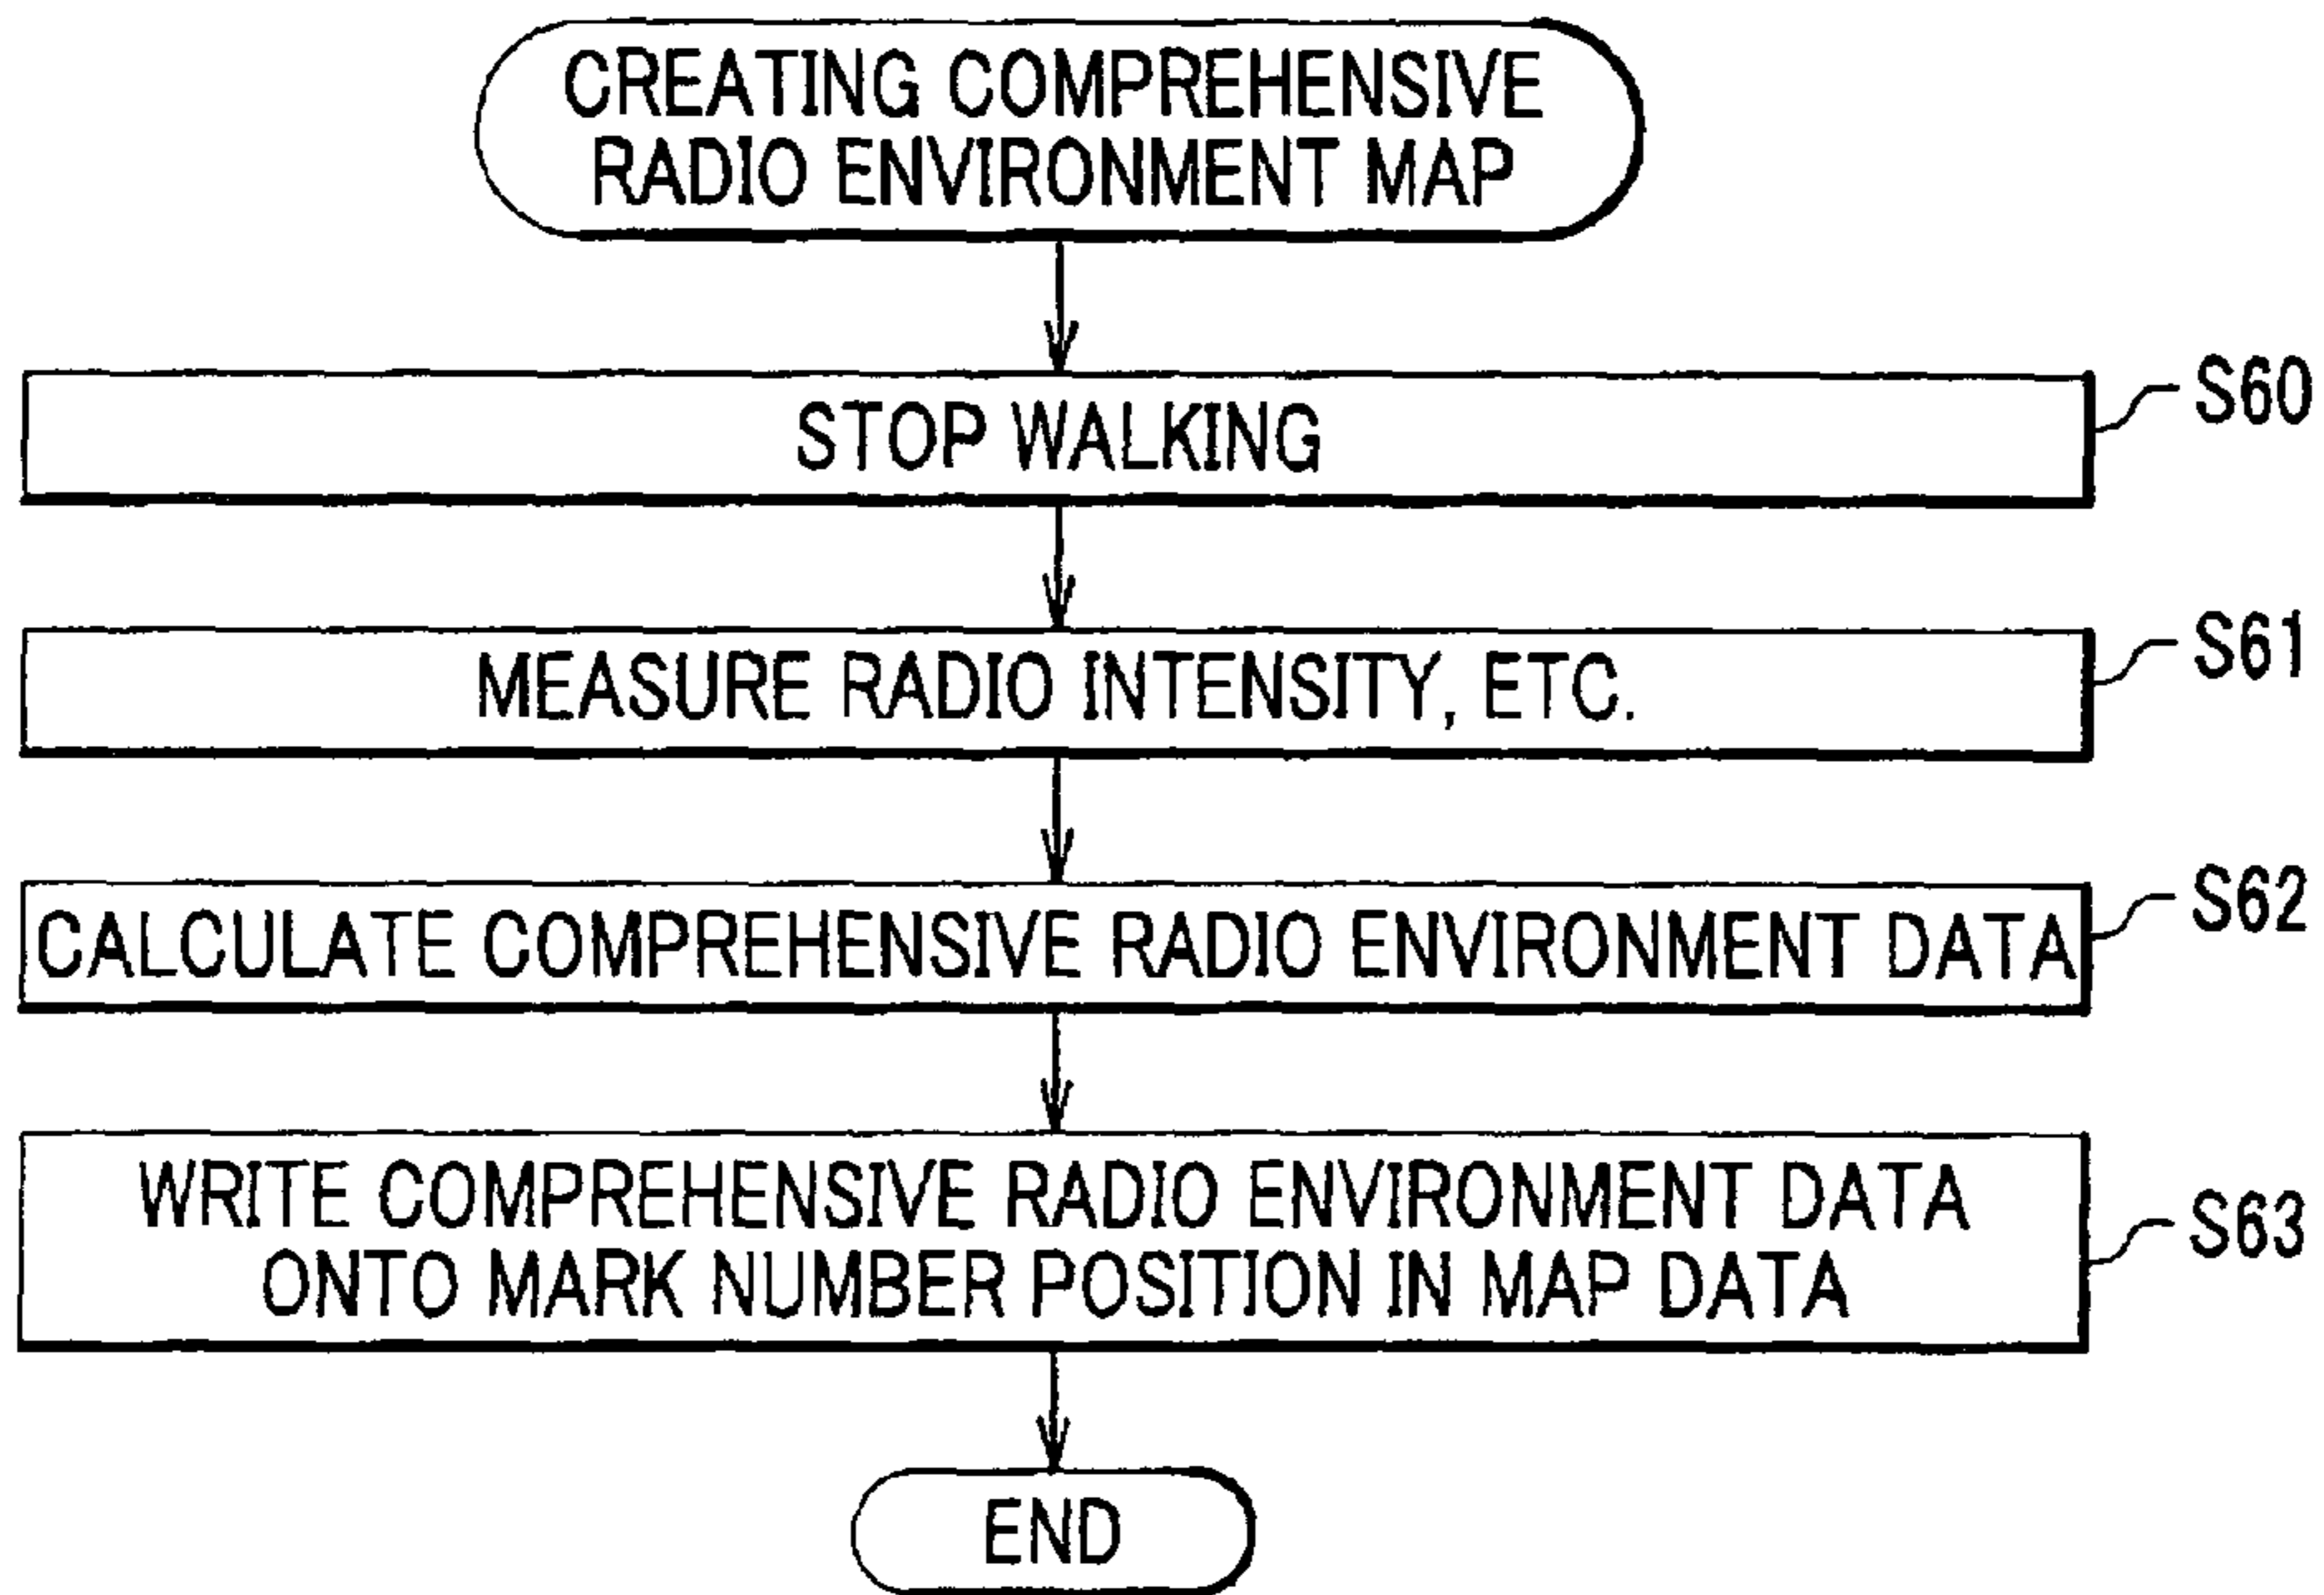 CREATING COMPREHENSIVE
RADIO ENVIRONMENT MAP
STOP WALKING
S60
MEASURE RADIO INTENSITY, ETC.
S61
CALCULATE COMPREHENSIVE RADIO ENVIRONMENT DATA
S62
WRITE COMPREHENSIVE RADIO ENVIRONMENT DATA
ONTO MARK NUMBER POSITION IN MAP DATA
S63
END